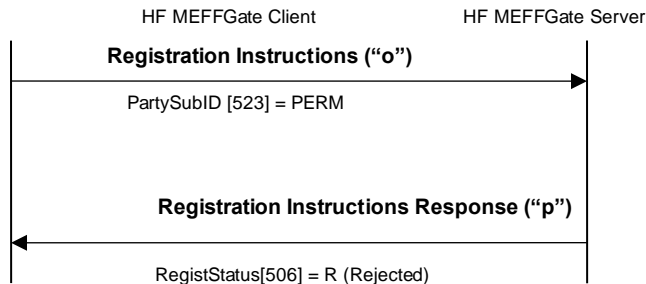 HF MEFFGate Client HF MEFFGate Server
Registration Instructions (“o”)
PartySubID [523] = PERM
Registration Instructions Response (“p”)
RegistStatus[506] = R (Rejected)